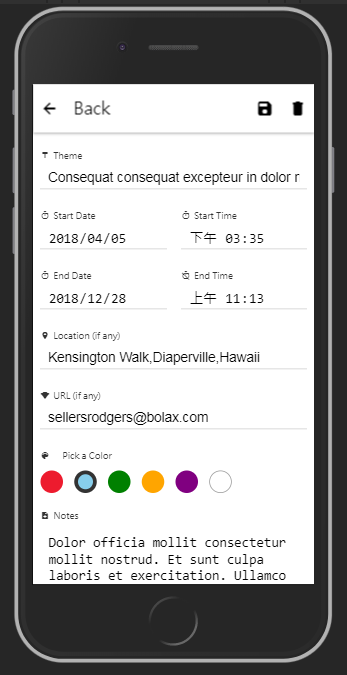 Back
Theme
Consequat consequat excepteur in dolor r
Start Date
Start Time
2018/04/05
下午 03:35
End Date
End Time
2018/12/28
上午 11:13
Location (if any)
Kensington Walk,Diaperville,Hawaii
URL (if any)
sellersrodgers@bolax.com
Pick a Color
Notes
Dolor officia mollit consectetur
mollit nostrud. Et sunt culpa
laboris et exercitation. Ullamco